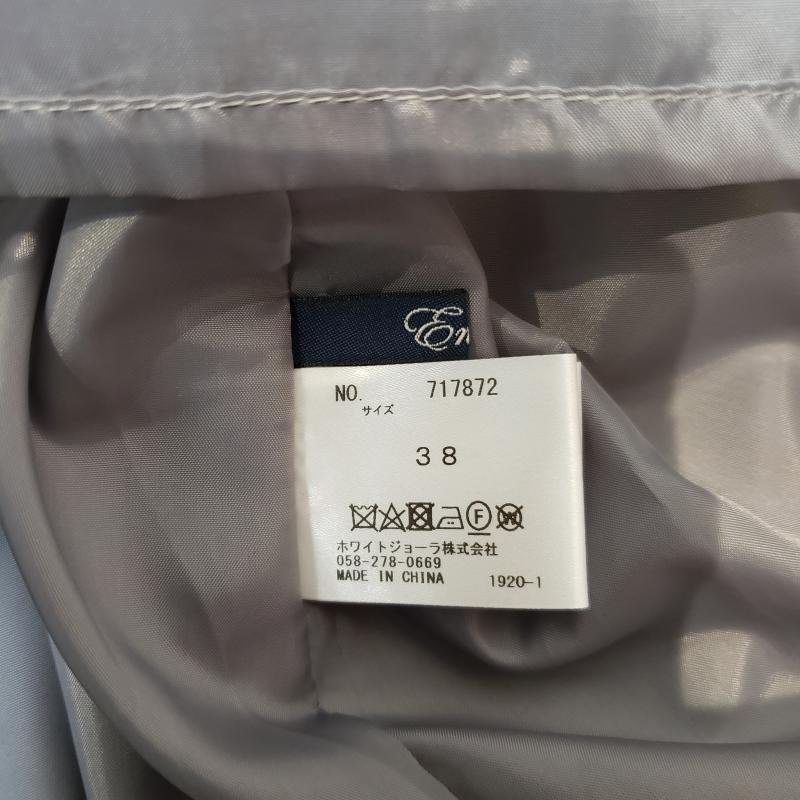 En
NO. 717872
サイズ
38
F W
ホワイトジョーラ株式会社
058-278-0669
MADE IN CHINA 1920-1